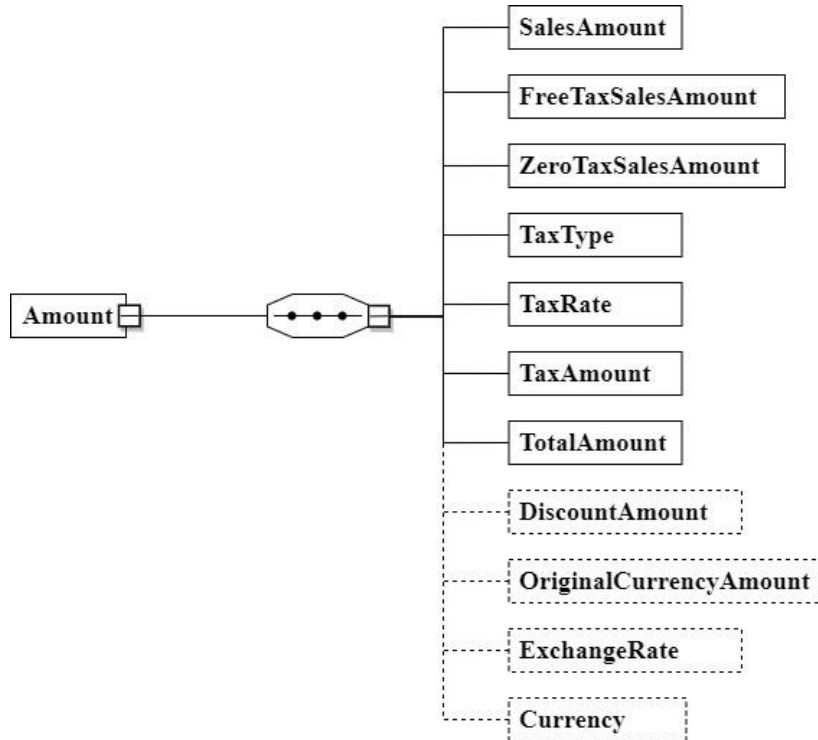 SalesAmount
FreeTaxSalesAmount
ZeroTaxSalesAmount
TaxType
TaxRate
Amount
TaxAmount
TotalAmount
DiscountAmount
OriginalCurrencyAmount
ExchangeRate
Currency